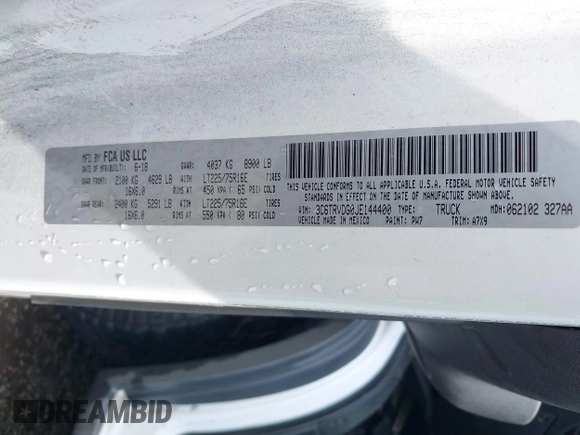 MFD BY FCA US LLC
DATE OF MFR(BUILT): 6-18 GVWR: 4037 KG 8900 LB
GAWR FRONT: 2100 KG 4629 LB WITH LT225/75R16E TIRES
16X6.0 RIMS AT 450 KPA ( 65 PSI) COLD
GAWR REAR: 2400 KG 5291 LB WITH LT225/75R16E TIRES
16X6.0 RIMS AT 550 KPA ( 80 PSI) COLD
THIS VEHICLE CONFORMS TO ALL APPLICABLE U.S.A. FEDERAL MOTOR VEHICLE SAFETY
STANDARDS IN EFFECT ON THE DATE OF MANUFACTURE SHOWN ABOVE.
VIN: 3C6TRVDG0JE144400 TYPE: TRUCK MDH: 062102 327AA
VEHICLE MADE IN MEXICO PAINT: PW7 TRIM: A7X9
DREAMBID